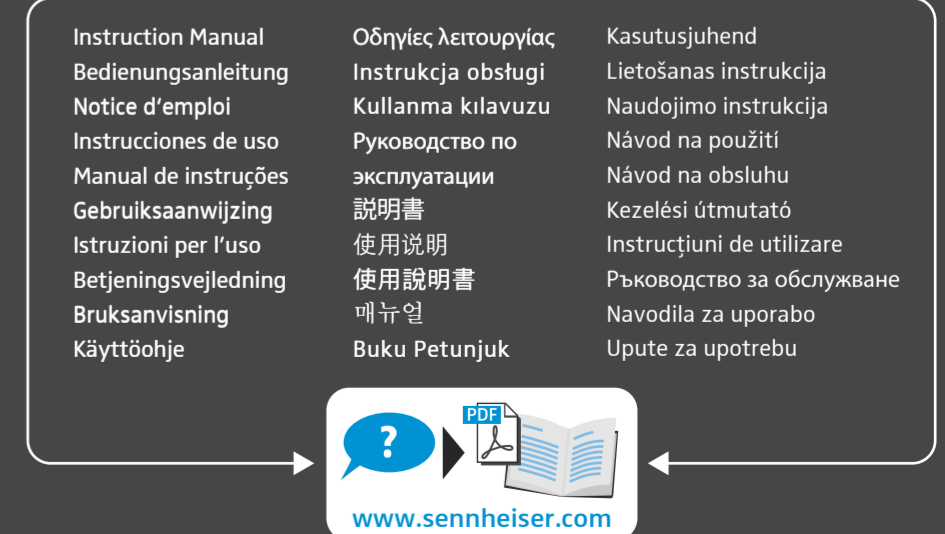 Instruction Manual
Bedienungsanleitung
Notice d'emploi
Instrucciones de uso
Manual de instruções
Gebruiksaanwijzing
Istruzioni per l'uso
Betjeningsvejledning
Bruksanvisning
Käyttöohje
Οδηγίες λειτουργίας
Instrukcja obsługi
Kullanma kılavuzu
Руководство по
эксплуатации
説明書
使用说明
使用說明書
매뉴얼
Buku Petunjuk
Kasutusjuhend
Lietošanas instrukcija
Naudojimo instrukcija
Návod na použití
Návod na obsluhu
Kezelési útmutató
Instrucțiuni de utilizare
Ръководство за обслужване
Navodila za uporabo
Upute za upotrebu
?
PDF
www.sennheiser.com